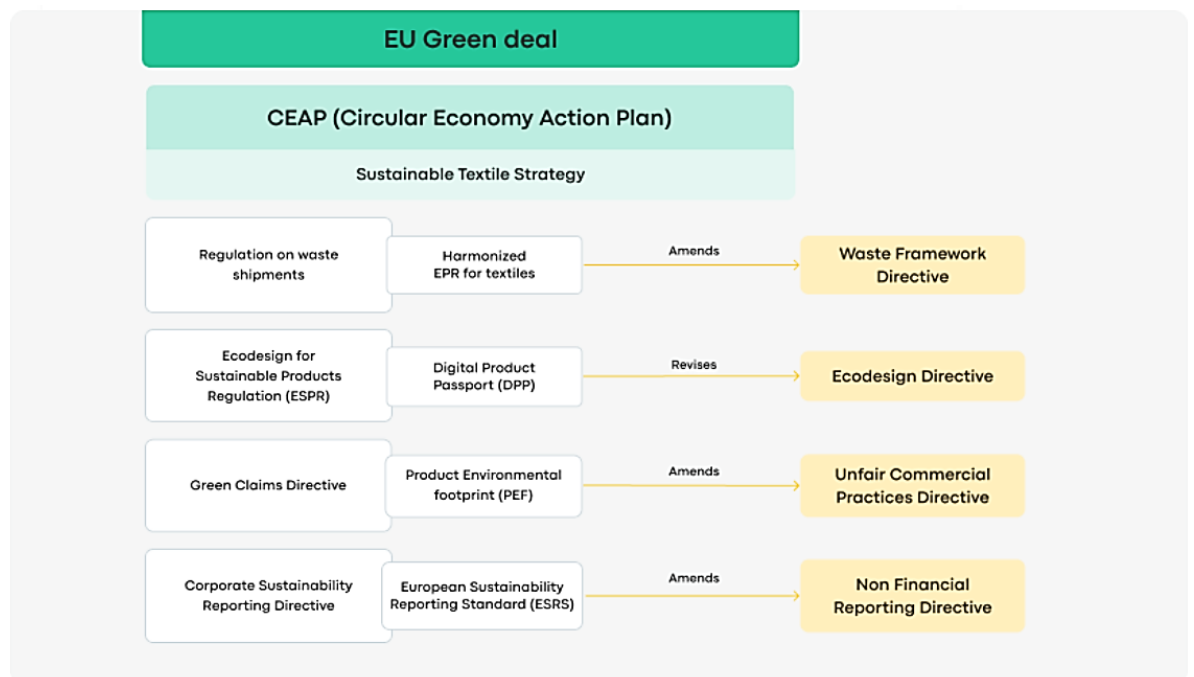 EU Green deal
CEAP (Circular Economy Action Plan)
Sustainable Textile Strategy
Regulation on waste
shipments
Harmonized
EPR for textiles
Amends
Waste Framework
Directive
Ecodesign for
Sustainable Products
Regulation (ESPR)
Digital Product
Passport (DPP)
Revises
Ecodesign Directive
Green Claims Directive
Product Environmental
footprint (PEF)
Amends
Unfair Commercial
Practices Directive
Corporate Sustainability
Reporting Directive
European Sustainability
Reporting Standard (ESRS)
Amends
Non Financial
Reporting Directive